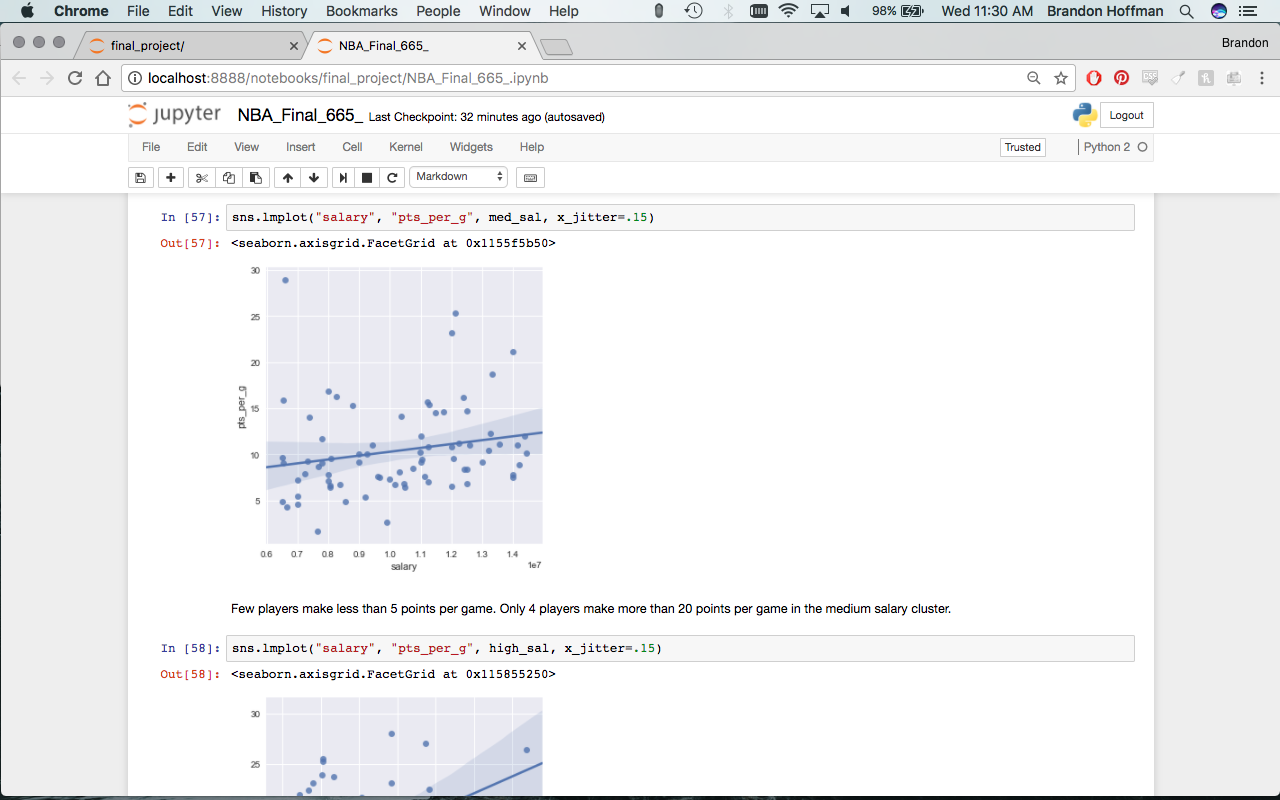 Chrome File Edit View History Bookmarks People Window Help 98% Wed 11:30 AM Brandon Hoffman
final_project/ NBA_Final_665_ Brandon
localhost:8888/notebooks/final_project/NBA_Final_665_.ipynb
jupyter NBA_Final_665_ Last Checkpoint: 32 minutes ago (autosaved) Logout
File Edit View Insert Cell Kernel Widgets Help Trusted Python 2
Markdown
In [57]: sns.lmplot("salary", "pts_per_g", med_sal, x_jitter=.15)
Out[57]: <seaborn.axisgrid.FacetGrid at 0x1155f5b50>
30
25
20
15
10
5
pts_per_g
0.6 0.7 0.8 0.9 1.0 1.1 1.2 1.3 1.4
salary 1e7
Few players make less than 5 points per game. Only 4 players make more than 20 points per game in the medium salary cluster.
In [58]: sns.lmplot("salary", "pts_per_g", high_sal, x_jitter=.15)
Out[58]: <seaborn.axisgrid.FacetGrid at 0x115855250>
30
25